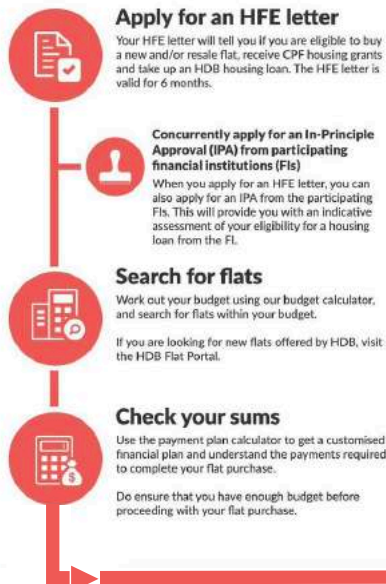 Apply for an HFE letter
Your HFE letter will tell you if you are eligible to buy
a new and/or resale flat, receive CPF housing grants
and take up an HDB housing loan. The HFE letter is
valid for 6 months.
Concurrently apply for an In-Principle
Approval (IPA) from participating
financial institutions (FIs)
When you apply for an HFE letter, you can
also apply for an IPA from the participating
FIs. This will provide you with an indicative
assessment of your eligibility for a housing
loan from the FI.
Search for flats
Work out your budget using our budget calculator,
and search for flats within your budget.
If you are looking for new flats offered by HDB, visit
the HDB Flat Portal.
Check your sums
Use the payment plan calculator to get a customised
financial plan and understand the payments required
to complete your flat purchase.
Do ensure that you have enough budget before
proceeding with your flat purchase.